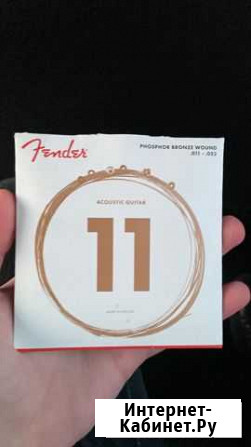 Fender
PHOSPHOR BRONZE WOUND
.011 - .052
ACOUSTIC GUITAR
11
Интернет-
Кабинет.Ру